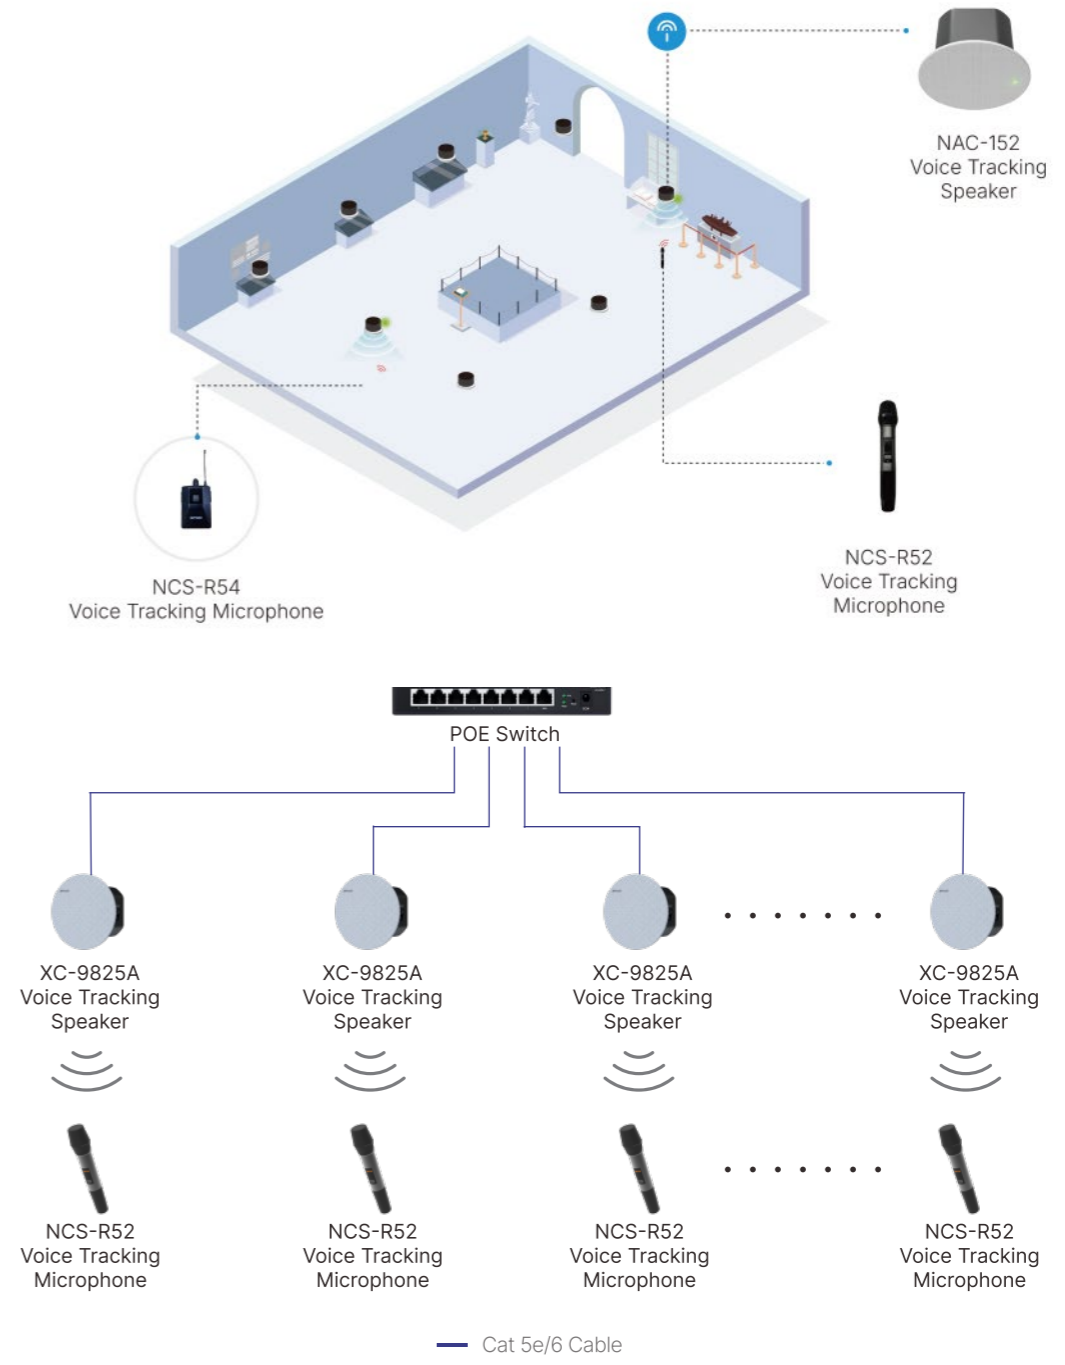 NAC-152
Voice Tracking
Speaker
NCS-R52
Voice Tracking
Microphone
NCS-R54
Voice Tracking Microphone
POE Switch
XC-9825A
Voice Tracking
Speaker
XC-9825A
Voice Tracking
Speaker
XC-9825A
Voice Tracking
Speaker
XC-9825A
Voice Tracking
Speaker
NCS-R52
Voice Tracking
Microphone
NCS-R52
Voice Tracking
Microphone
NCS-R52
Voice Tracking
Microphone
NCS-R52
Voice Tracking
Microphone
Cat 5e/6 Cable